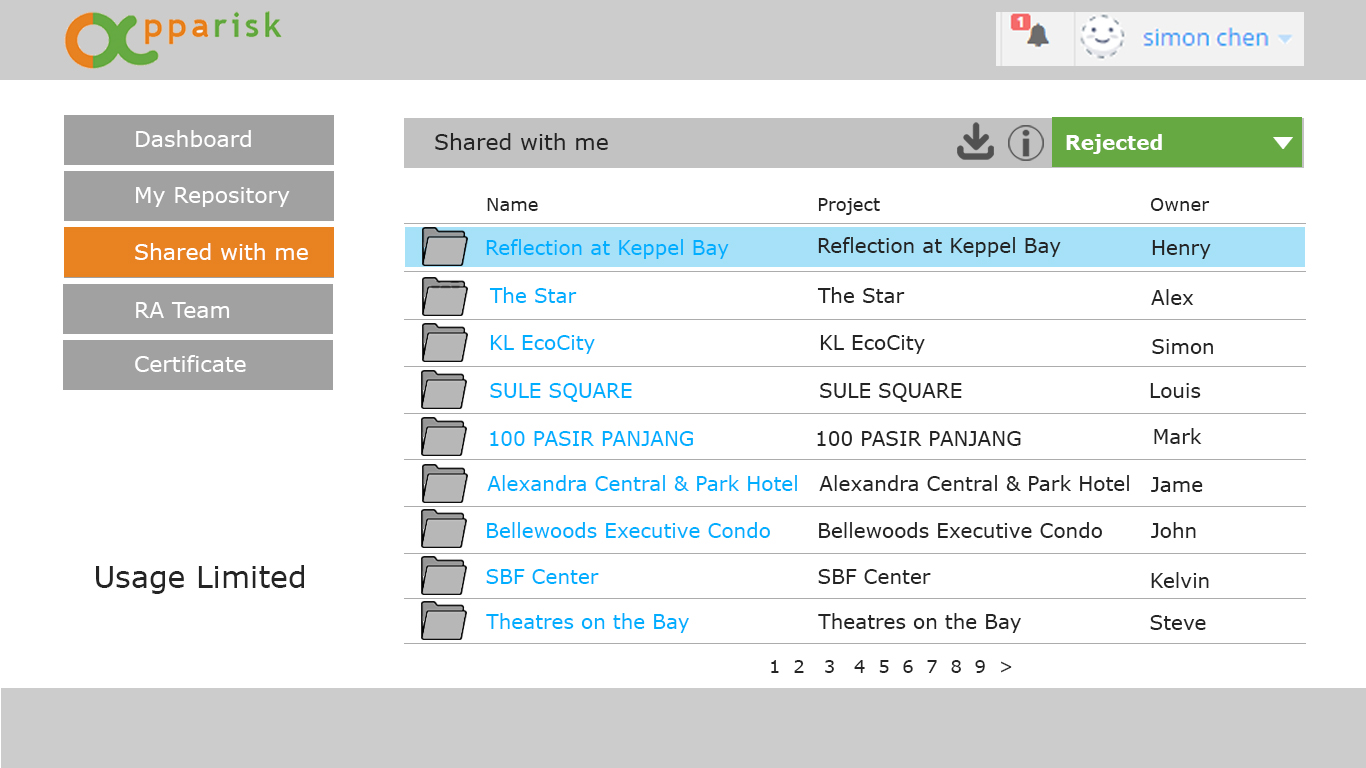 pparisk
1
simon chen
Dashboard
My Repository
Shared with me
RA Team
Certificate
Usage Limited
Shared with me
Rejected
Name Project Owner
Reflection at Keppel Bay Reflection at Keppel Bay Henry
The Star The Star Alex
KL EcoCity KL EcoCity Simon
SULE SQUARE SULE SQUARE Louis
100 PASIR PANJANG 100 PASIR PANJANG Mark
Alexandra Central & Park Hotel Alexandra Central & Park Hotel Jame
Bellewoods Executive Condo Bellewoods Executive Condo John
SBF Center SBF Center Kelvin
Theatres on the Bay Theatres on the Bay Steve
1 2 3 4 5 6 7 8 9 >